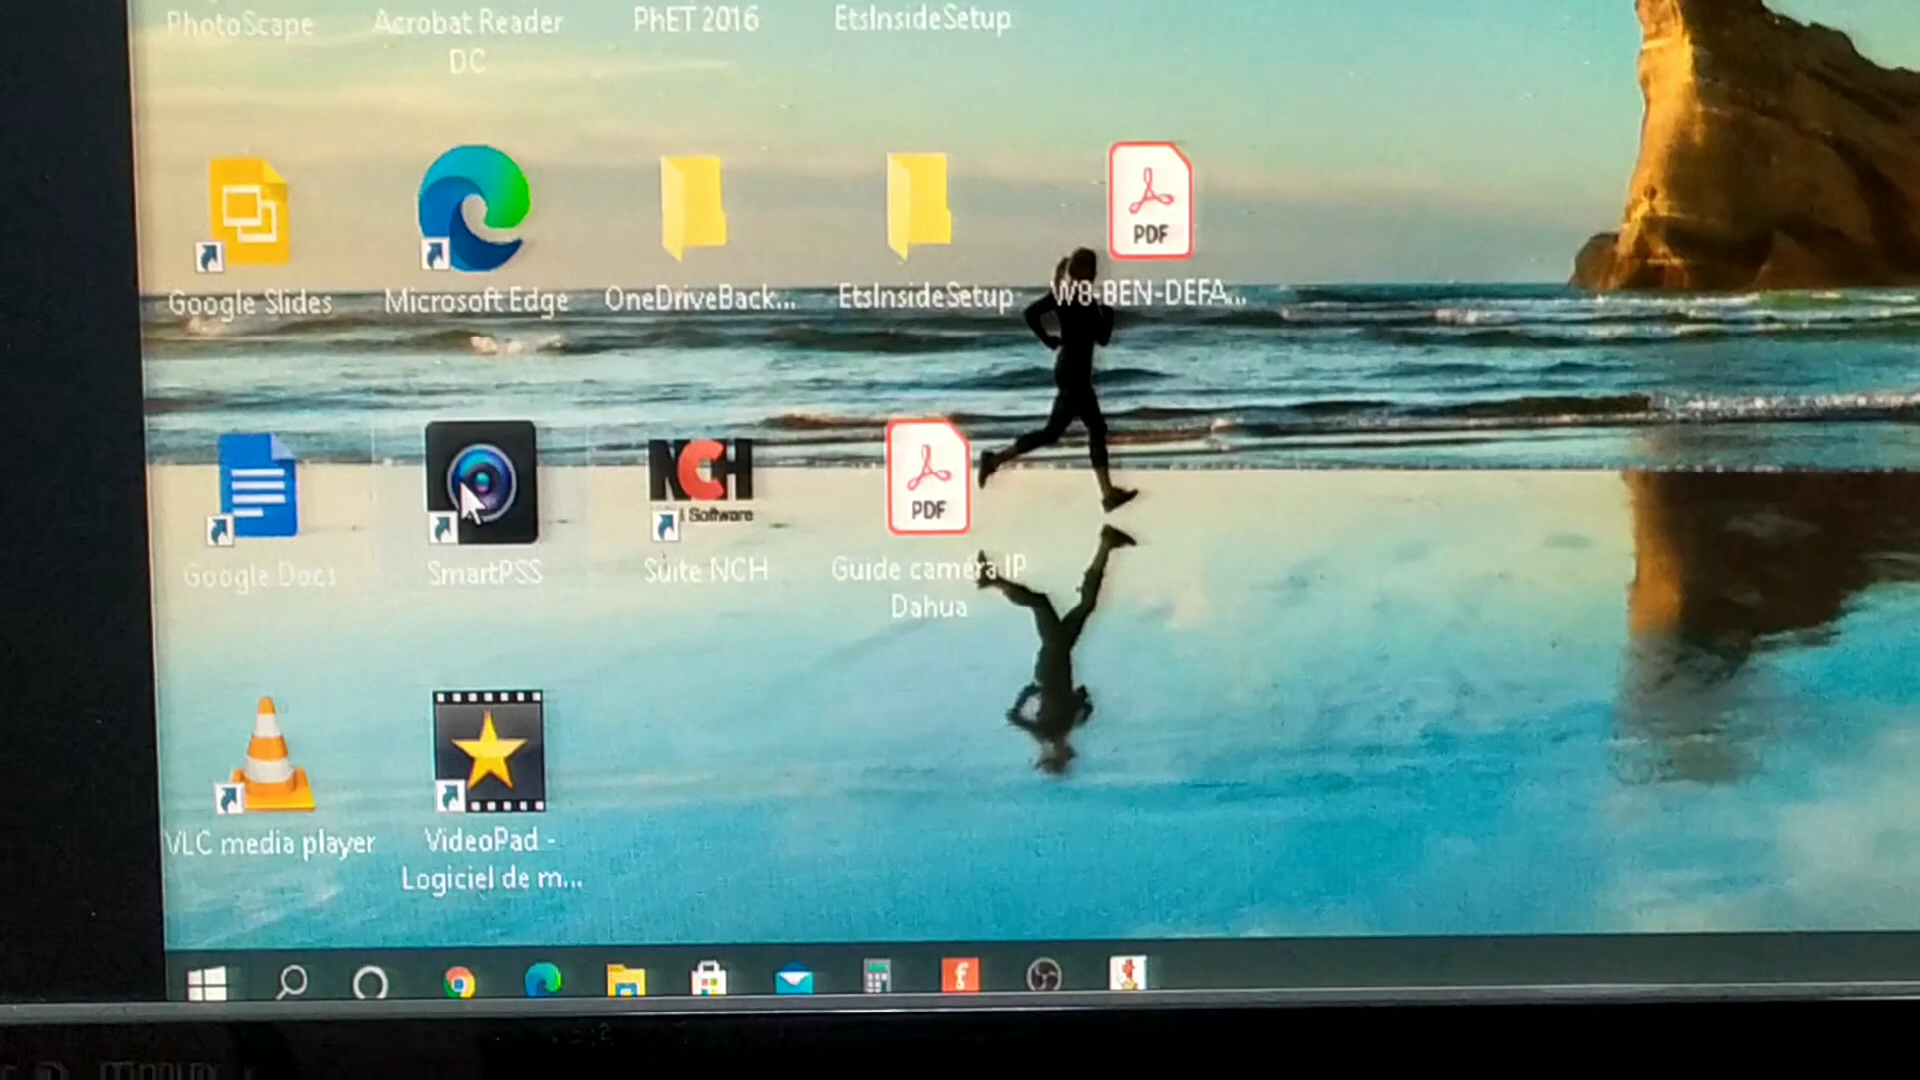 PhotoScape
Acrobat Reader
DC
PhET 2016
EtsInsideSetup
PDF
Google Slides
Microsoft Edge
OneDriveBack...
EtsInsideSetup
W8-BEN-DEFA...
NCH
Software
PDF
Google Docs
SmartPSS
Suite NCH
Guide caméra IP
Dahua
VLC media player
VideoPad -
Logiciel de m...